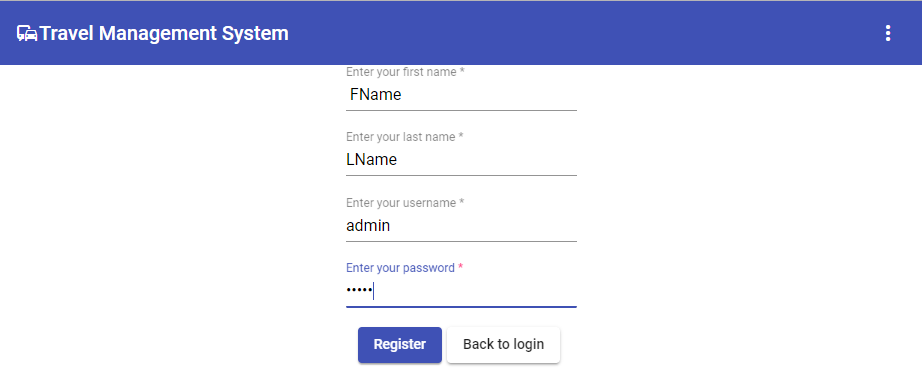 Travel Management System
Enter your first name *
FName
Enter your last name *
LName
Enter your username *
admin
Enter your password *
•••••
Register Back to login